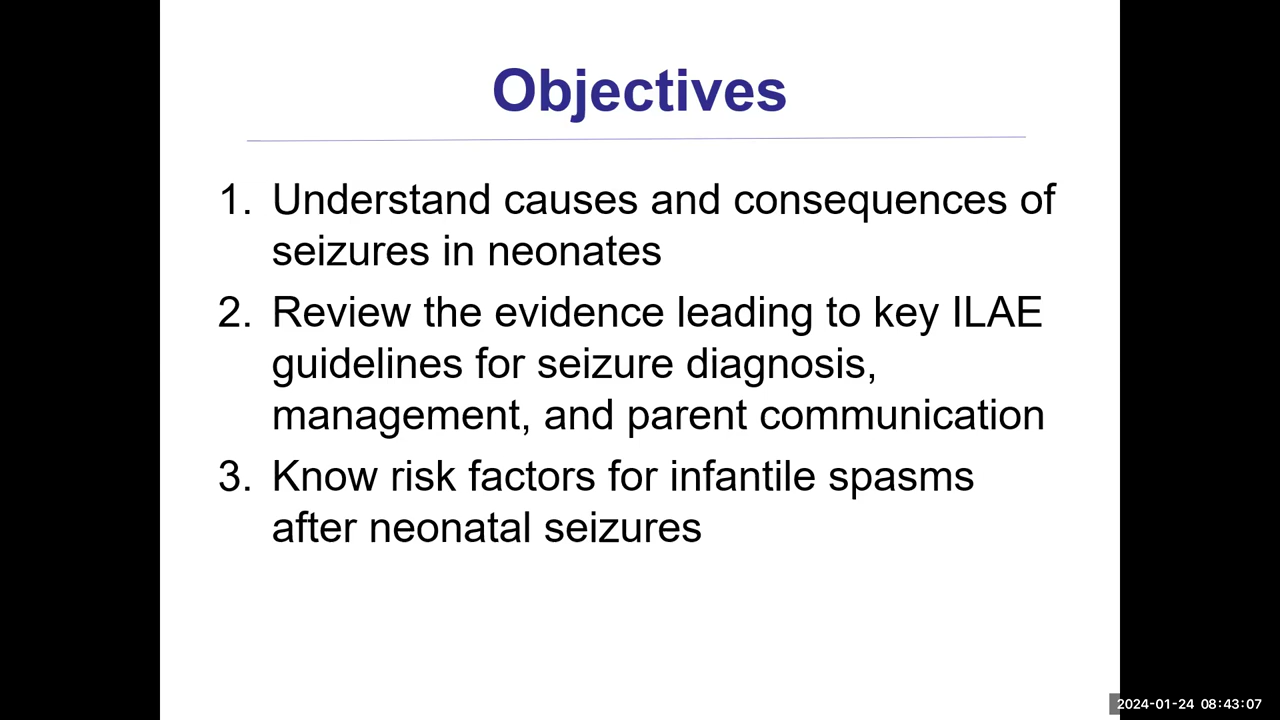 Objectives
1. Understand causes and consequences of
seizures in neonates
2. Review the evidence leading to key ILAE
guidelines for seizure diagnosis,
management, and parent communication
3. Know risk factors for infantile spasms
after neonatal seizures
2024-01-24 08:43:07